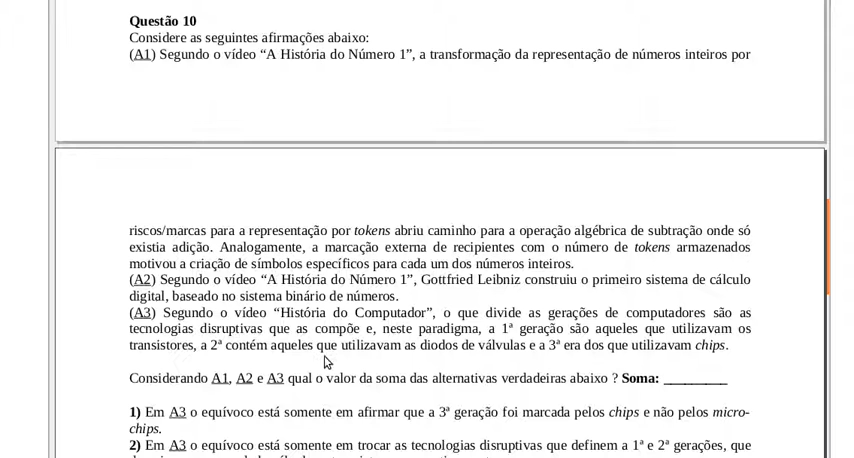 Questão 10
Considere as seguintes afirmações abaixo:
(A1) Segundo o vídeo “A História do Número 1”, a transformação da representação de números inteiros por
riscos/marcas para a representação por tokens abriu caminho para a operação algébrica de subtração onde só
existia adição. Analogamente, a marcação externa de recipientes com o número de tokens armazenados
motivou a criação de símbolos específicos para cada um dos números inteiros.
(A2) Segundo o vídeo “A História do Número 1”, Gottfried Leibniz construiu o primeiro sistema de cálculo
digital, baseado no sistema binário de números.
(A3) Segundo o vídeo “História do Computador”, o que divide as gerações de computadores são as
tecnologias disruptivas que as compõe e, neste paradigma, a 1ª geração são aqueles que utilizavam os
transistores, a 2ª contém aqueles que utilizavam as diodos de válvulas e a 3ª era dos que utilizavam chips.
Considerando A1, A2 e A3 qual o valor da soma das alternativas verdadeiras abaixo ? Soma: _________
1) Em A3 o equívoco está somente em afirmar que a 3ª geração foi marcada pelos chips e não pelos micro-
chips.
2) Em A3 o equívoco está somente em trocar as tecnologias disruptivas que definem a 1ª e 2ª gerações, que